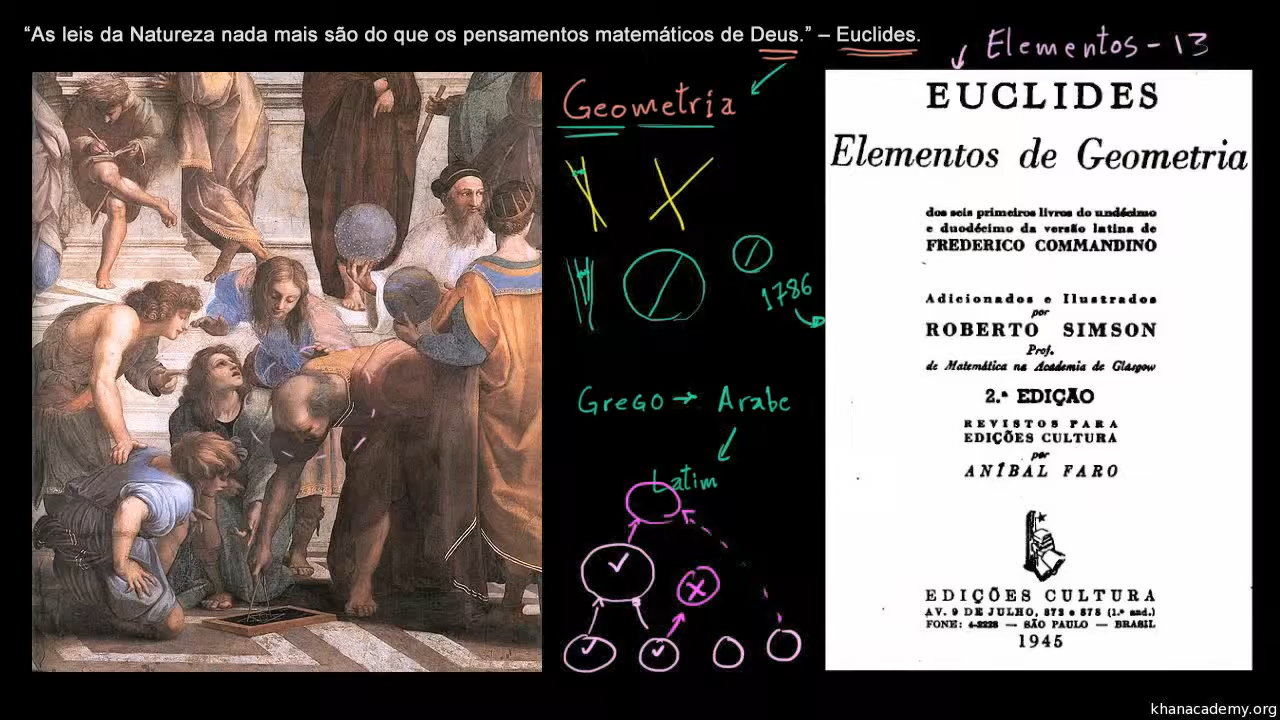 “As leis da Natureza nada mais são do que os pensamentos matemáticos de Deus.” – Euclides.
Elementos - 13
Geometria
1786
Grego → Arabe
Latim
EUCLIDES
Elementos de Geometria
dos seis primeiros livros do undécimo
e duodécimo da versão latina de
FREDERICO COMMANDINO
Adicionados e Ilustrados
por
ROBERTO SIMSON
Prof.
de Matemática na Academia de Glasgow
2.ª EDIÇÃO
REVISTOS PARA
EDIÇÕES CULTURA
por
ANÍBAL FARO
EDIÇÕES CULTURA
AV. 9 DE JULHO, 872 e 878 (1.º and.)
FONE: — SÃO PAULO — BRASIL
1945
khanacademy.org